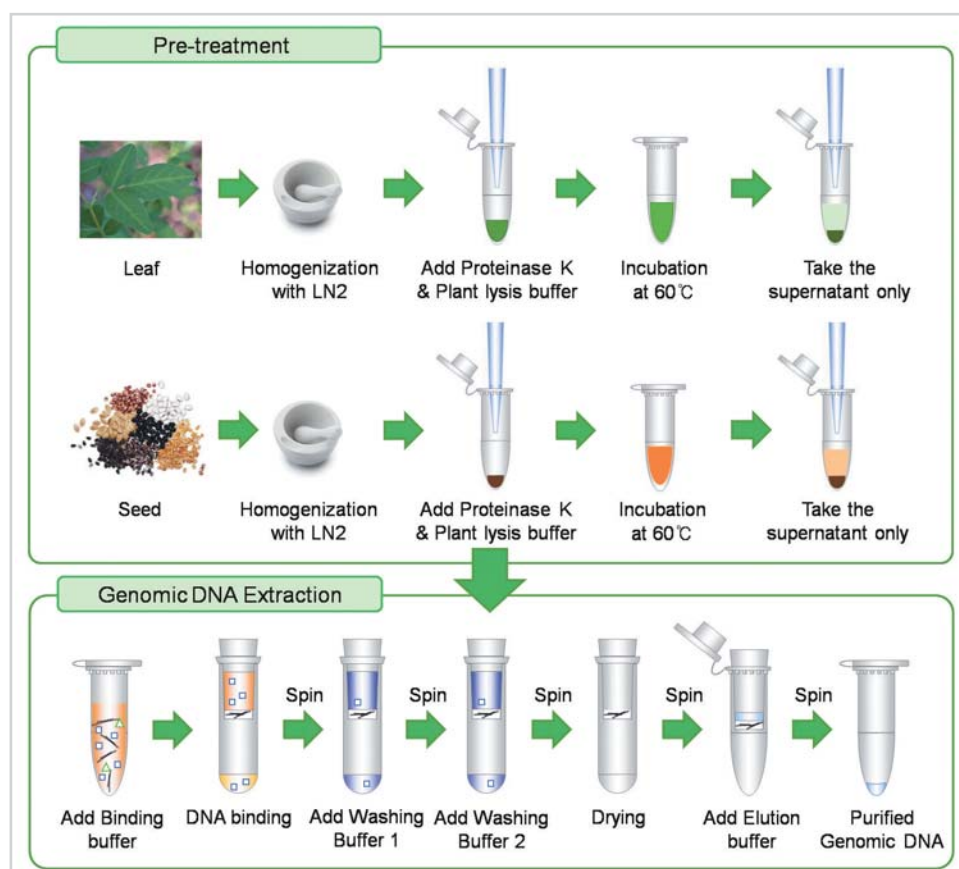 Pre-treatment
Leaf
Homogenization
with LN2
Add Proteinase K
& Plant lysis buffer
Incubation
at 60℃
Take the
supernatant only
Seed
Homogenization
with LN2
Add Proteinase K
& Plant lysis buffer
Incubation
at 60℃
Take the
supernatant only
Genomic DNA Extraction
Spin
Spin
Spin
Spin
Spin
Add Binding
buffer
DNA binding
Add Washing
Buffer 1
Add Washing
Buffer 2
Drying
Add Elution
buffer
Purified
Genomic DNA